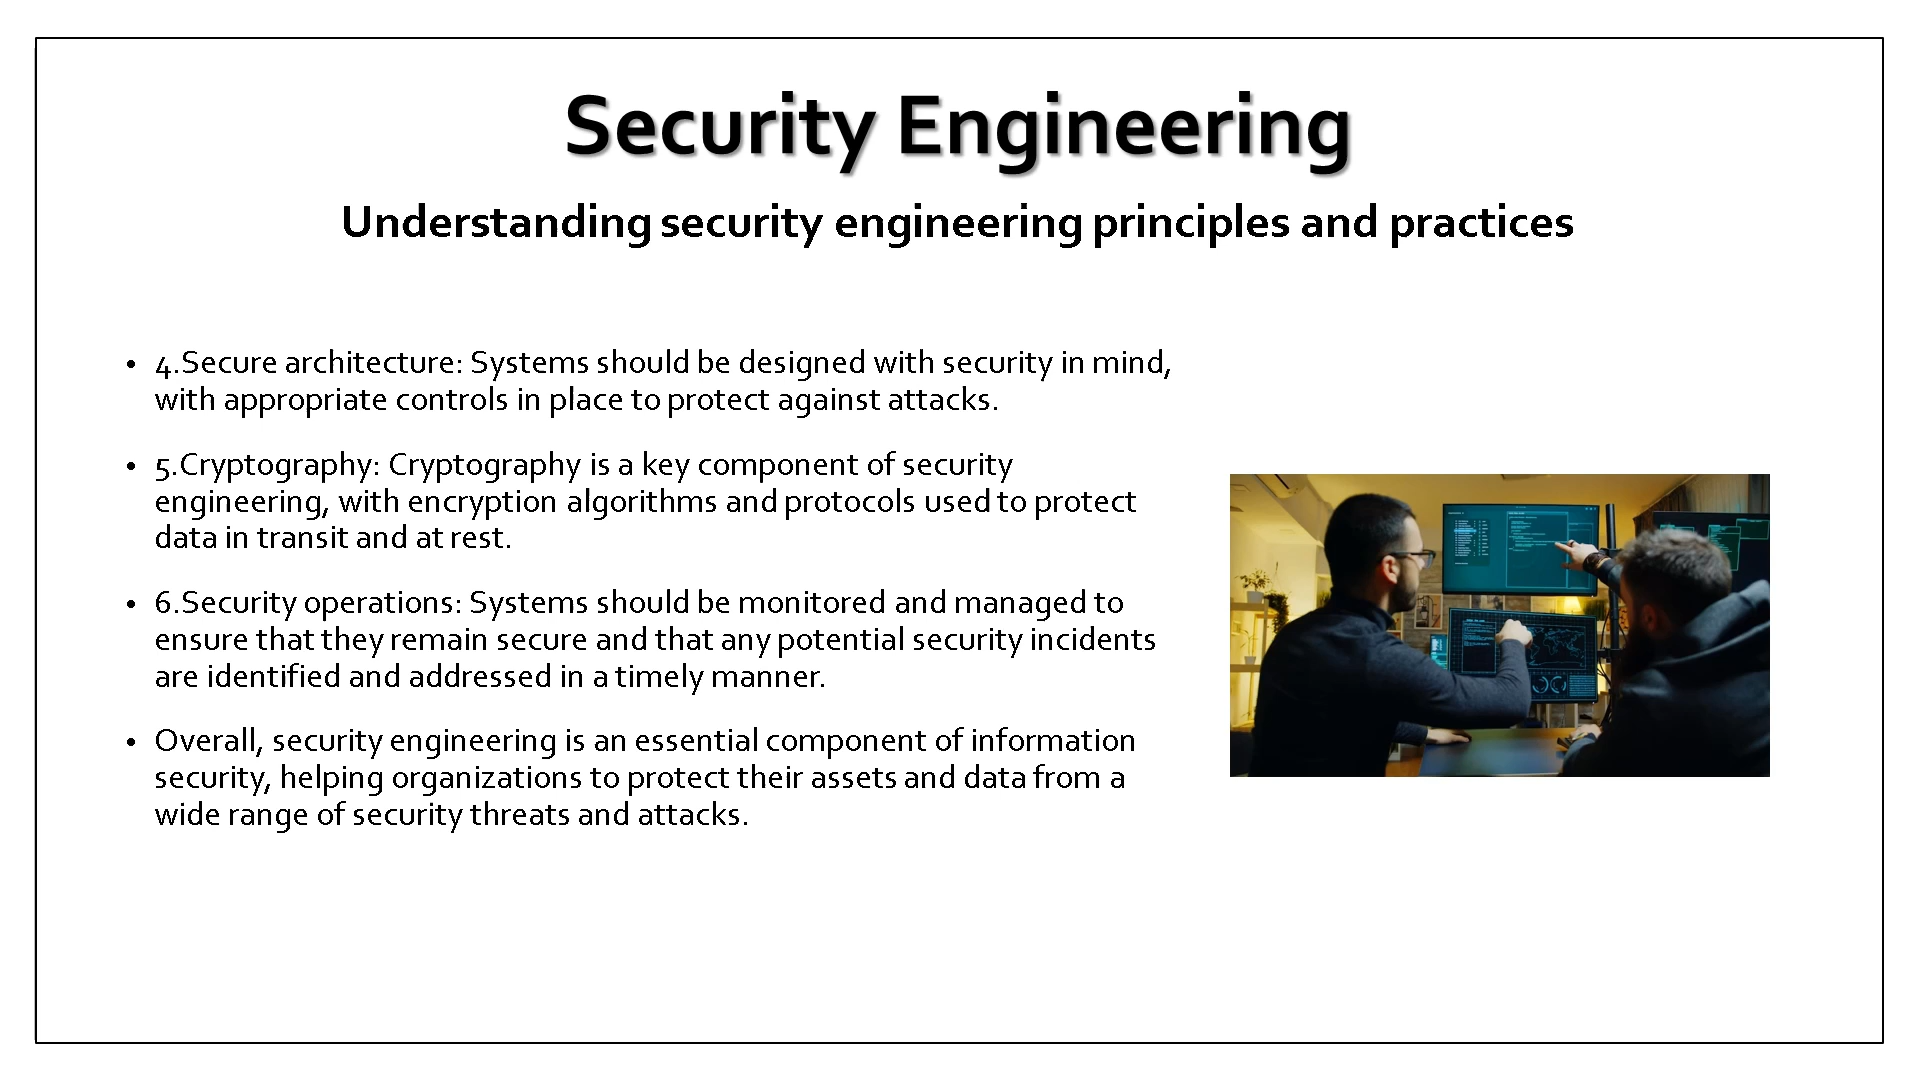 Security Engineering
Understanding security engineering principles and practices
• 4.Secure architecture: Systems should be designed with security in mind,
with appropriate controls in place to protect against attacks.
• 5.Cryptography: Cryptography is a key component of security
engineering, with encryption algorithms and protocols used to protect
data in transit and at rest.
• 6.Security operations: Systems should be monitored and managed to
ensure that they remain secure and that any potential security incidents
are identified and addressed in a timely manner.
• Overall, security engineering is an essential component of information
security, helping organizations to protect their assets and data from a
wide range of security threats and attacks.